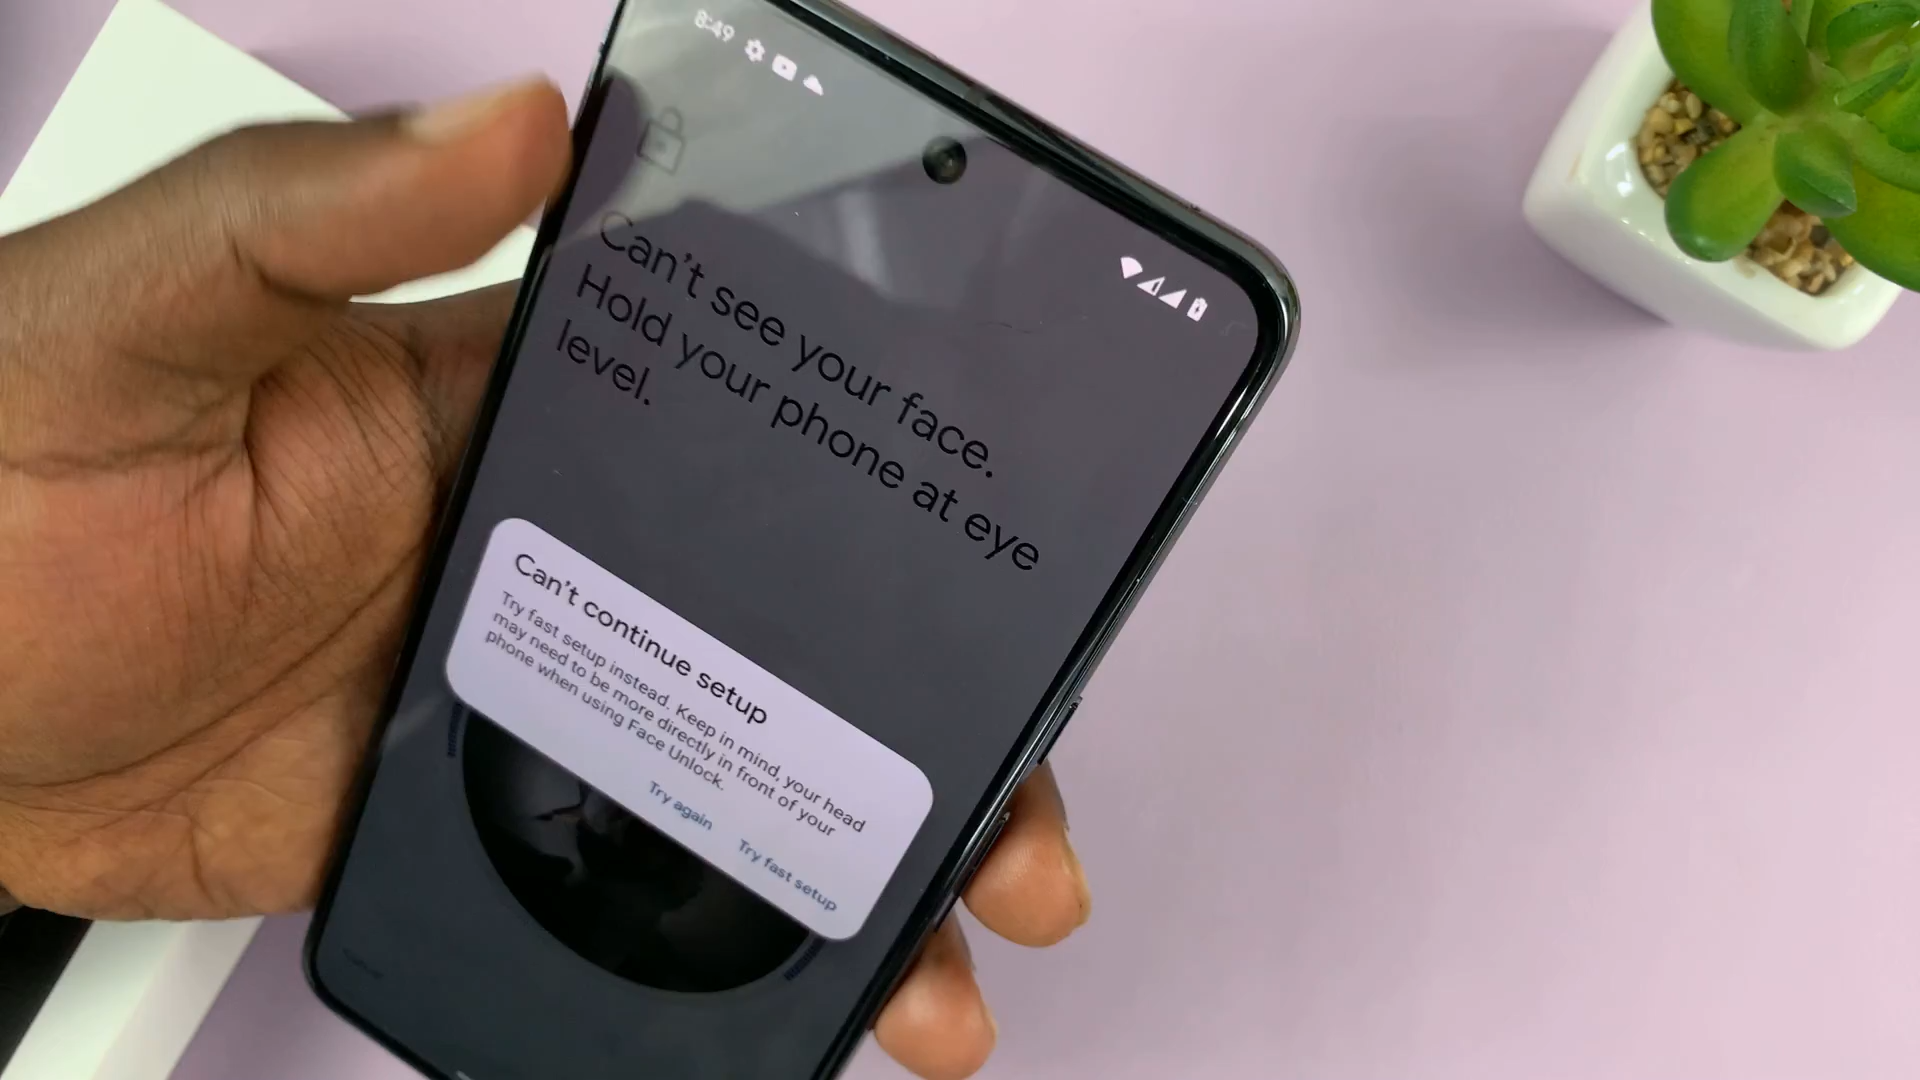 8:49
Can't see your face.
Hold your phone at eye
level.
Can't continue setup
Try fast setup instead. Keep in mind, your head
may need to be more directly in front of your
phone when using Face Unlock.
Try again
Try fast setup